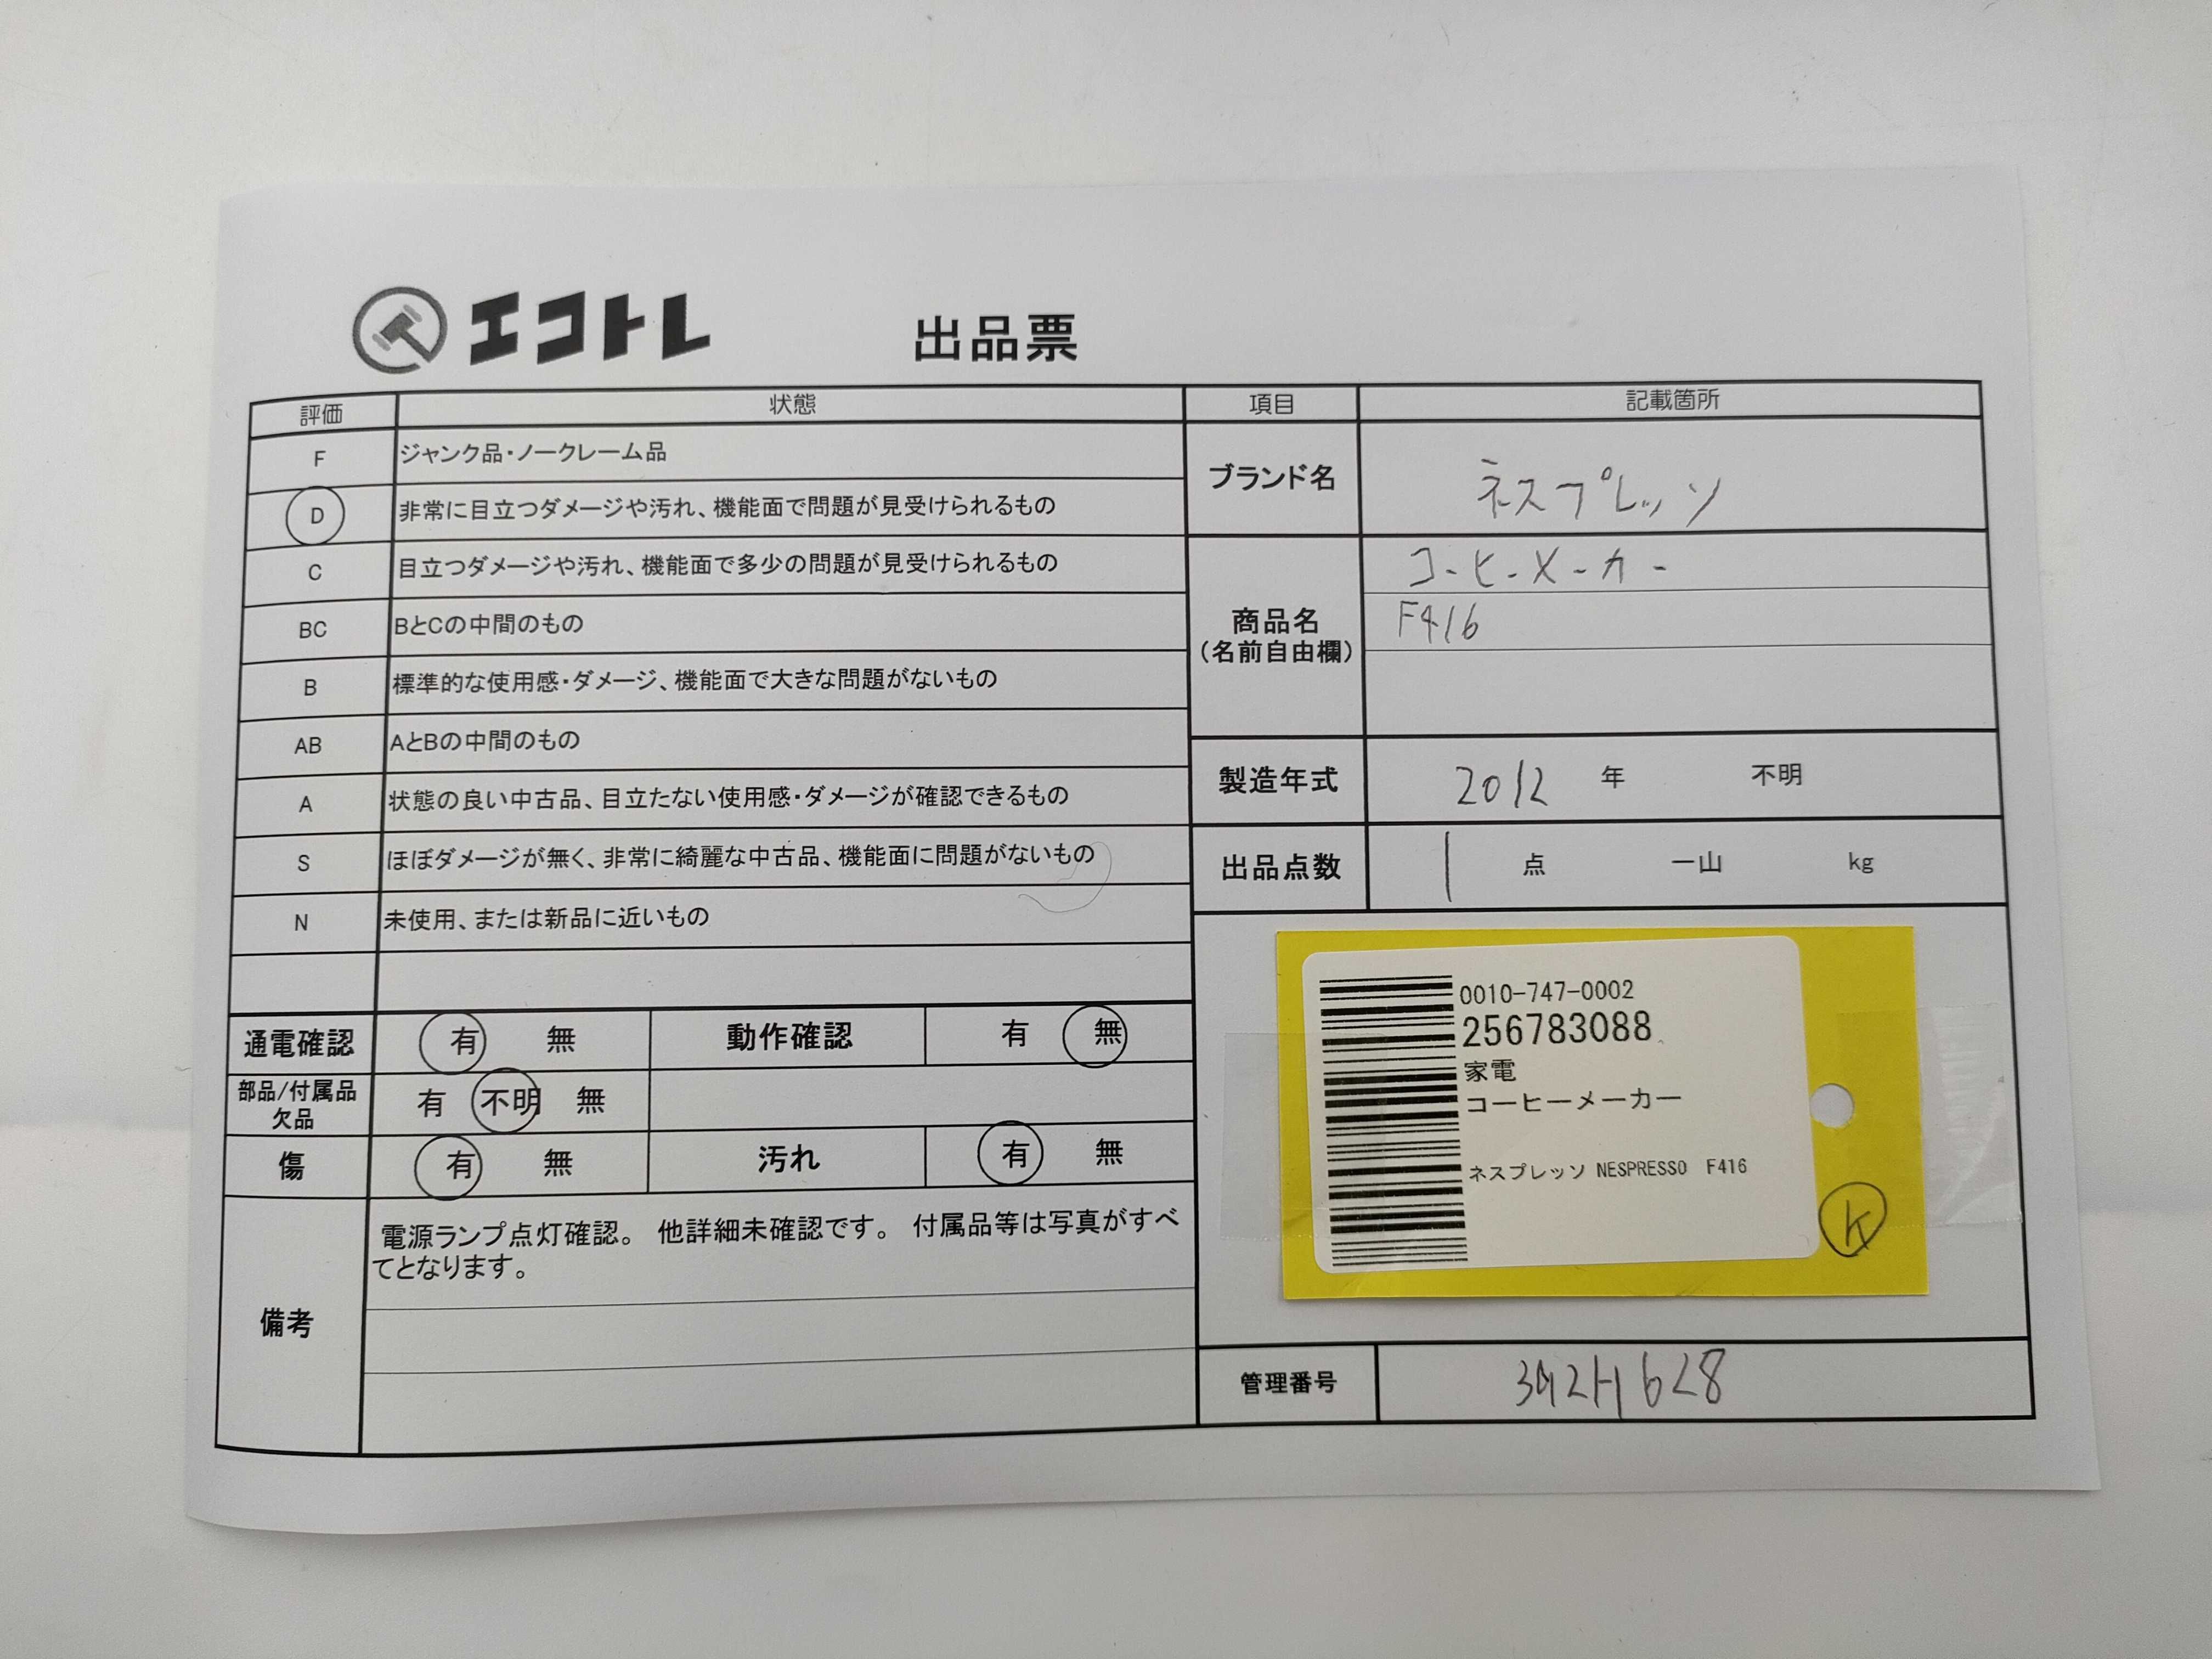 エコトレ 出品票
評価 状態
F ジャンク品・ノークレーム品
D 非常に目立つダメージや汚れ、機能面で問題が見受けられるもの
C 目立つダメージや汚れ、機能面で多少の問題が見受けられるもの
BC BとCの中間のもの
B 標準的な使用感・ダメージ、機能面で大きな問題がないもの
AB AとBの中間のもの
A 状態の良い中古品、目立たない使用感・ダメージが確認できるもの
S ほぼダメージが無く、非常に綺麗な中古品、機能面に問題がないもの
N 未使用、または新品に近いもの
通電確認 有 無 動作確認 有 無
部品/付属品
欠品 有 不明 無
傷 有 無 汚れ 有 無
備考
電源ランプ点灯確認。 他詳細未確認です。 付属品等は写真がすべ
てとなります。
項目 記載箇所
ブランド名 ネスプレッソ
商品名
(名前自由欄)
コーヒーメーカー
F416
製造年式 2012 年 不明
出品点数 1 点 一山 kg
0010-747-0002
256783088
家電
コーヒーメーカー
ネスプレッソ NESPRESSO F416
K
管理番号